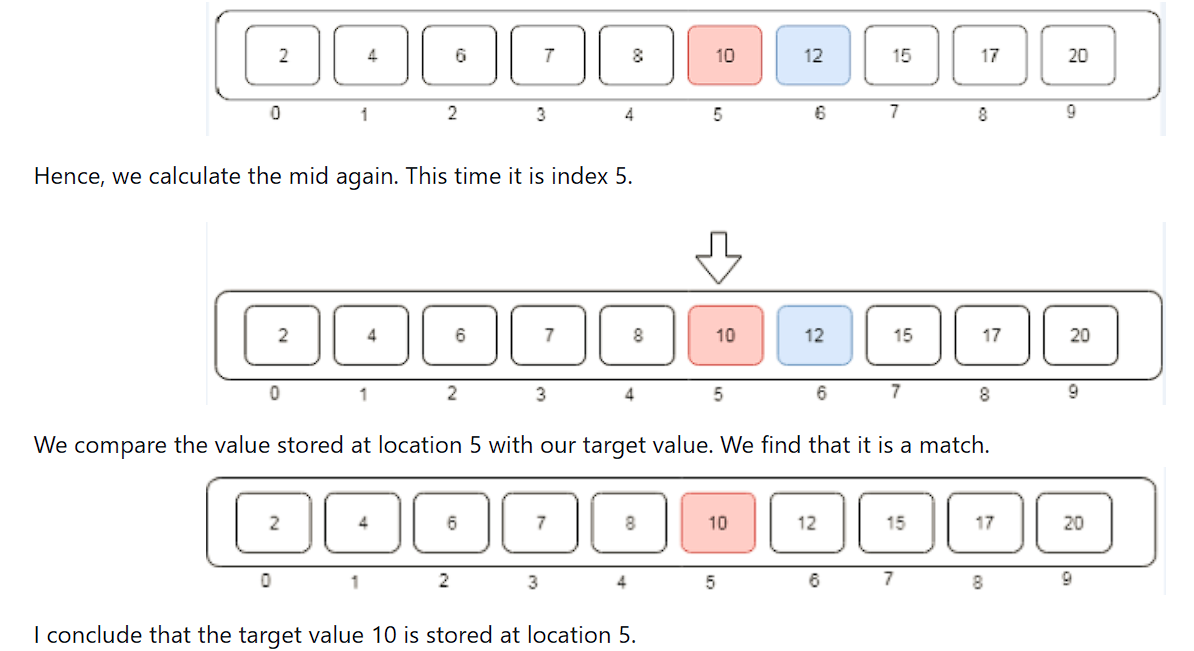 2 4 6 7 8 10 12 15 17 20
0 1 2 3 4 5 6 7 8 9
Hence, we calculate the mid again. This time it is index 5.
2 4 6 7 8 10 12 15 17 20
0 1 2 3 4 5 6 7 8 9
We compare the value stored at location 5 with our target value. We find that it is a match.
2 4 6 7 8 10 12 15 17 20
0 1 2 3 4 5 6 7 8 9
I conclude that the target value 10 is stored at location 5.